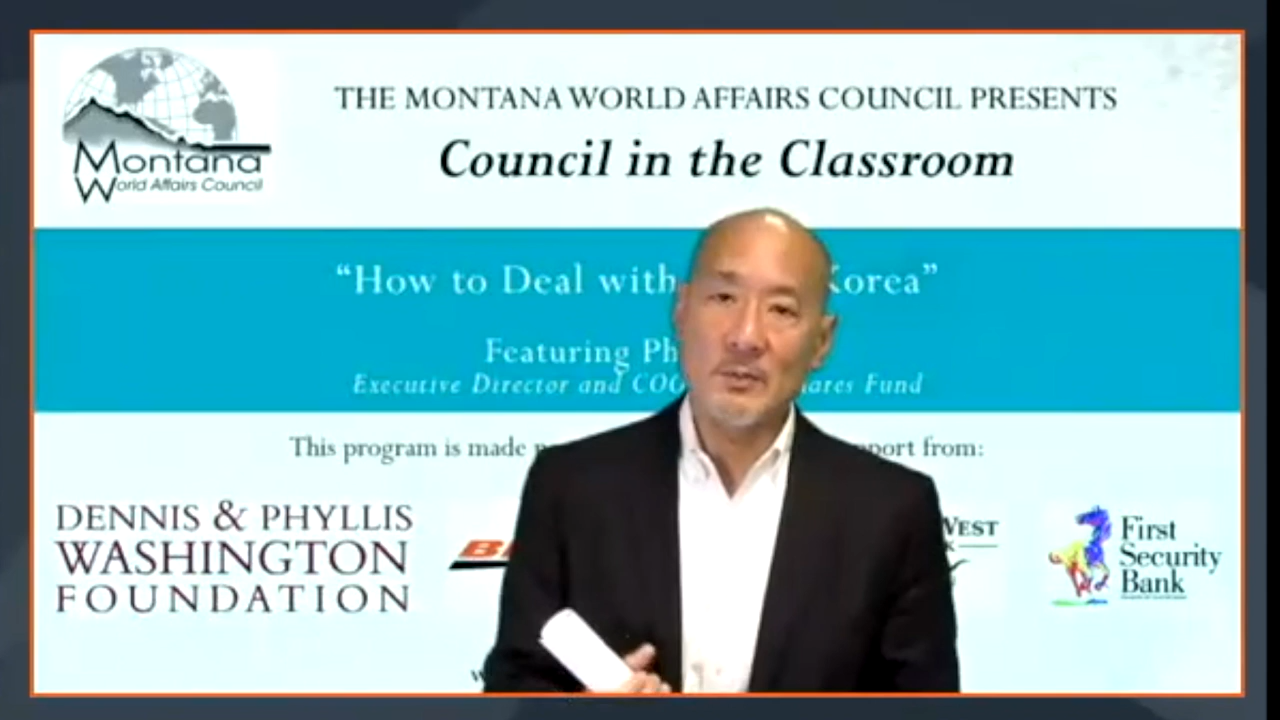 Montana
World Affairs Council
THE MONTANA WORLD AFFAIRS COUNCIL PRESENTS
Council in the Classroom
“How to Deal with Korea”
Featuring Ph
Executive Director and COO ares Fund
This program is made port from:
DENNIS & PHYLLIS
WASHINGTON
FOUNDATION
WEST
First
Security
Bank